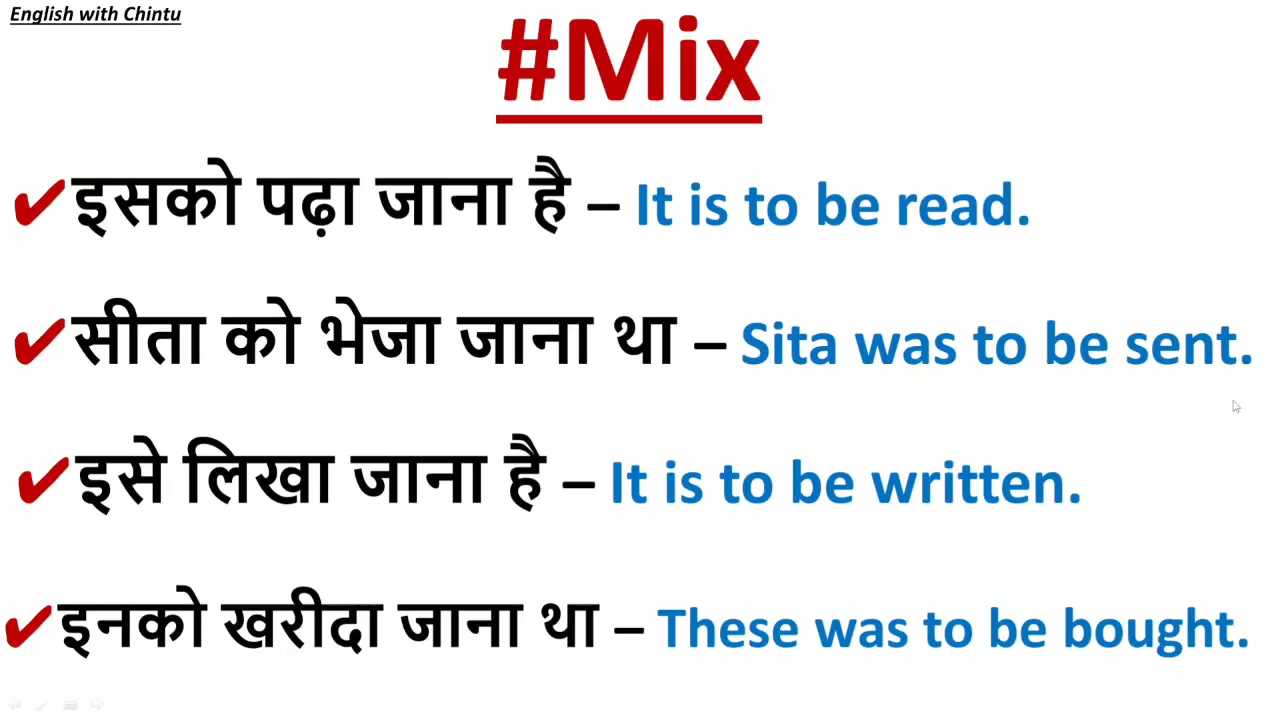 English with Chintu
#Mix
✔इसको पढ़ा जाना है – It is to be read.
✔सीता को भेजा जाना था – Sita was to be sent.
✔इसे लिखा जाना है – It is to be written.
✔इनको खरीदा जाना था – These was to be bought.